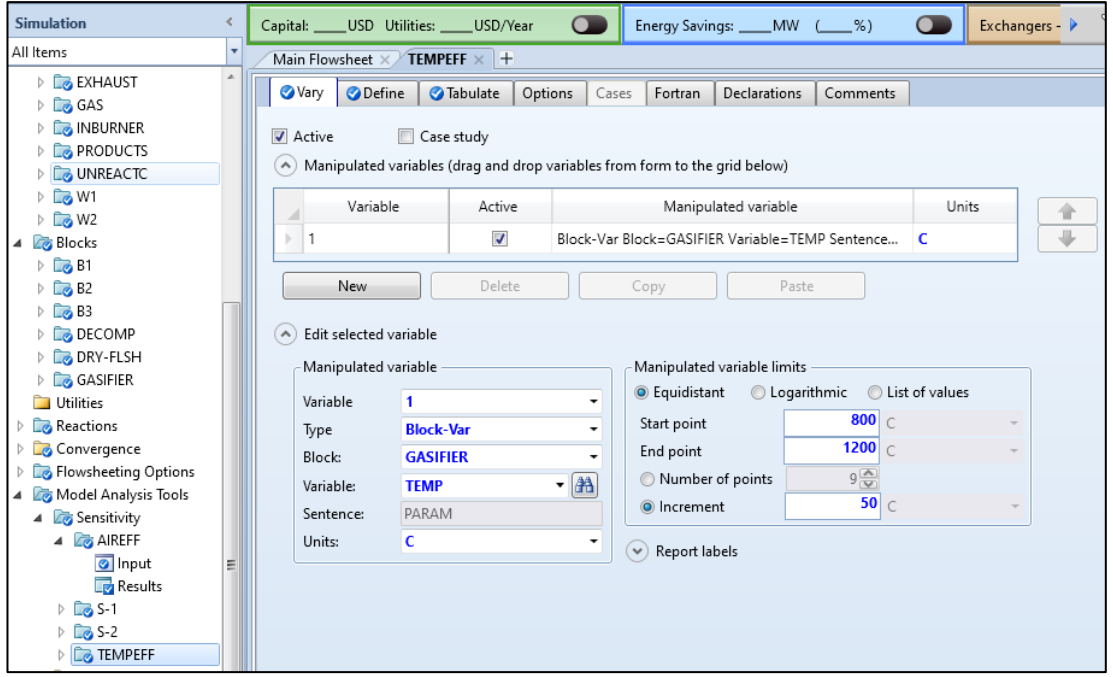 Simulation <
All Items
EXHAUST
GAS
INBURNER
PRODUCTS
UNREACTC
W1
W2
Blocks
B1
B2
B3
DECOMP
DRY-FLSH
GASIFIER
Utilities
Reactions
Convergence
Flowsheeting Options
Model Analysis Tools
Sensitivity
AIREFF
Input
Results
S-1
S-2
TEMPEFF
Capital: ____USD Utilities: ____USD/Year
Energy Savings: ____MW (____%)
Exchangers -
Main Flowsheet × TEMPEFF × +
Vary Define Tabulate Options Cases Fortran Declarations Comments
Active Case study
Manipulated variables (drag and drop variables from form to the grid below)
Variable Active Manipulated variable Units
1 Block-Var Block=GASIFIER Variable=TEMP Sentence... C
New Delete Copy Paste
Edit selected variable
Manipulated variable
Variable 1
Type Block-Var
Block: GASIFIER
Variable: TEMP
Sentence: PARAM
Units: C
Manipulated variable limits
Equidistant Logarithmic List of values
Start point 800 C
End point 1200 C
Number of points 9
Increment 50 C
Report labels